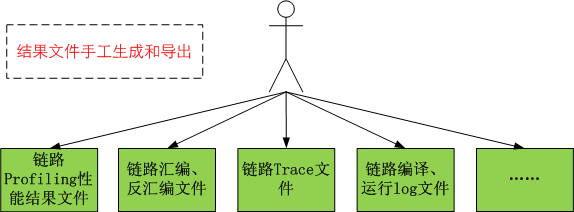 结果文件手工生成和导出
链路
Profiling性
能结果文件
链路汇编、
反汇编文件
链路Trace文
件
链路编译、
运行log文件
……